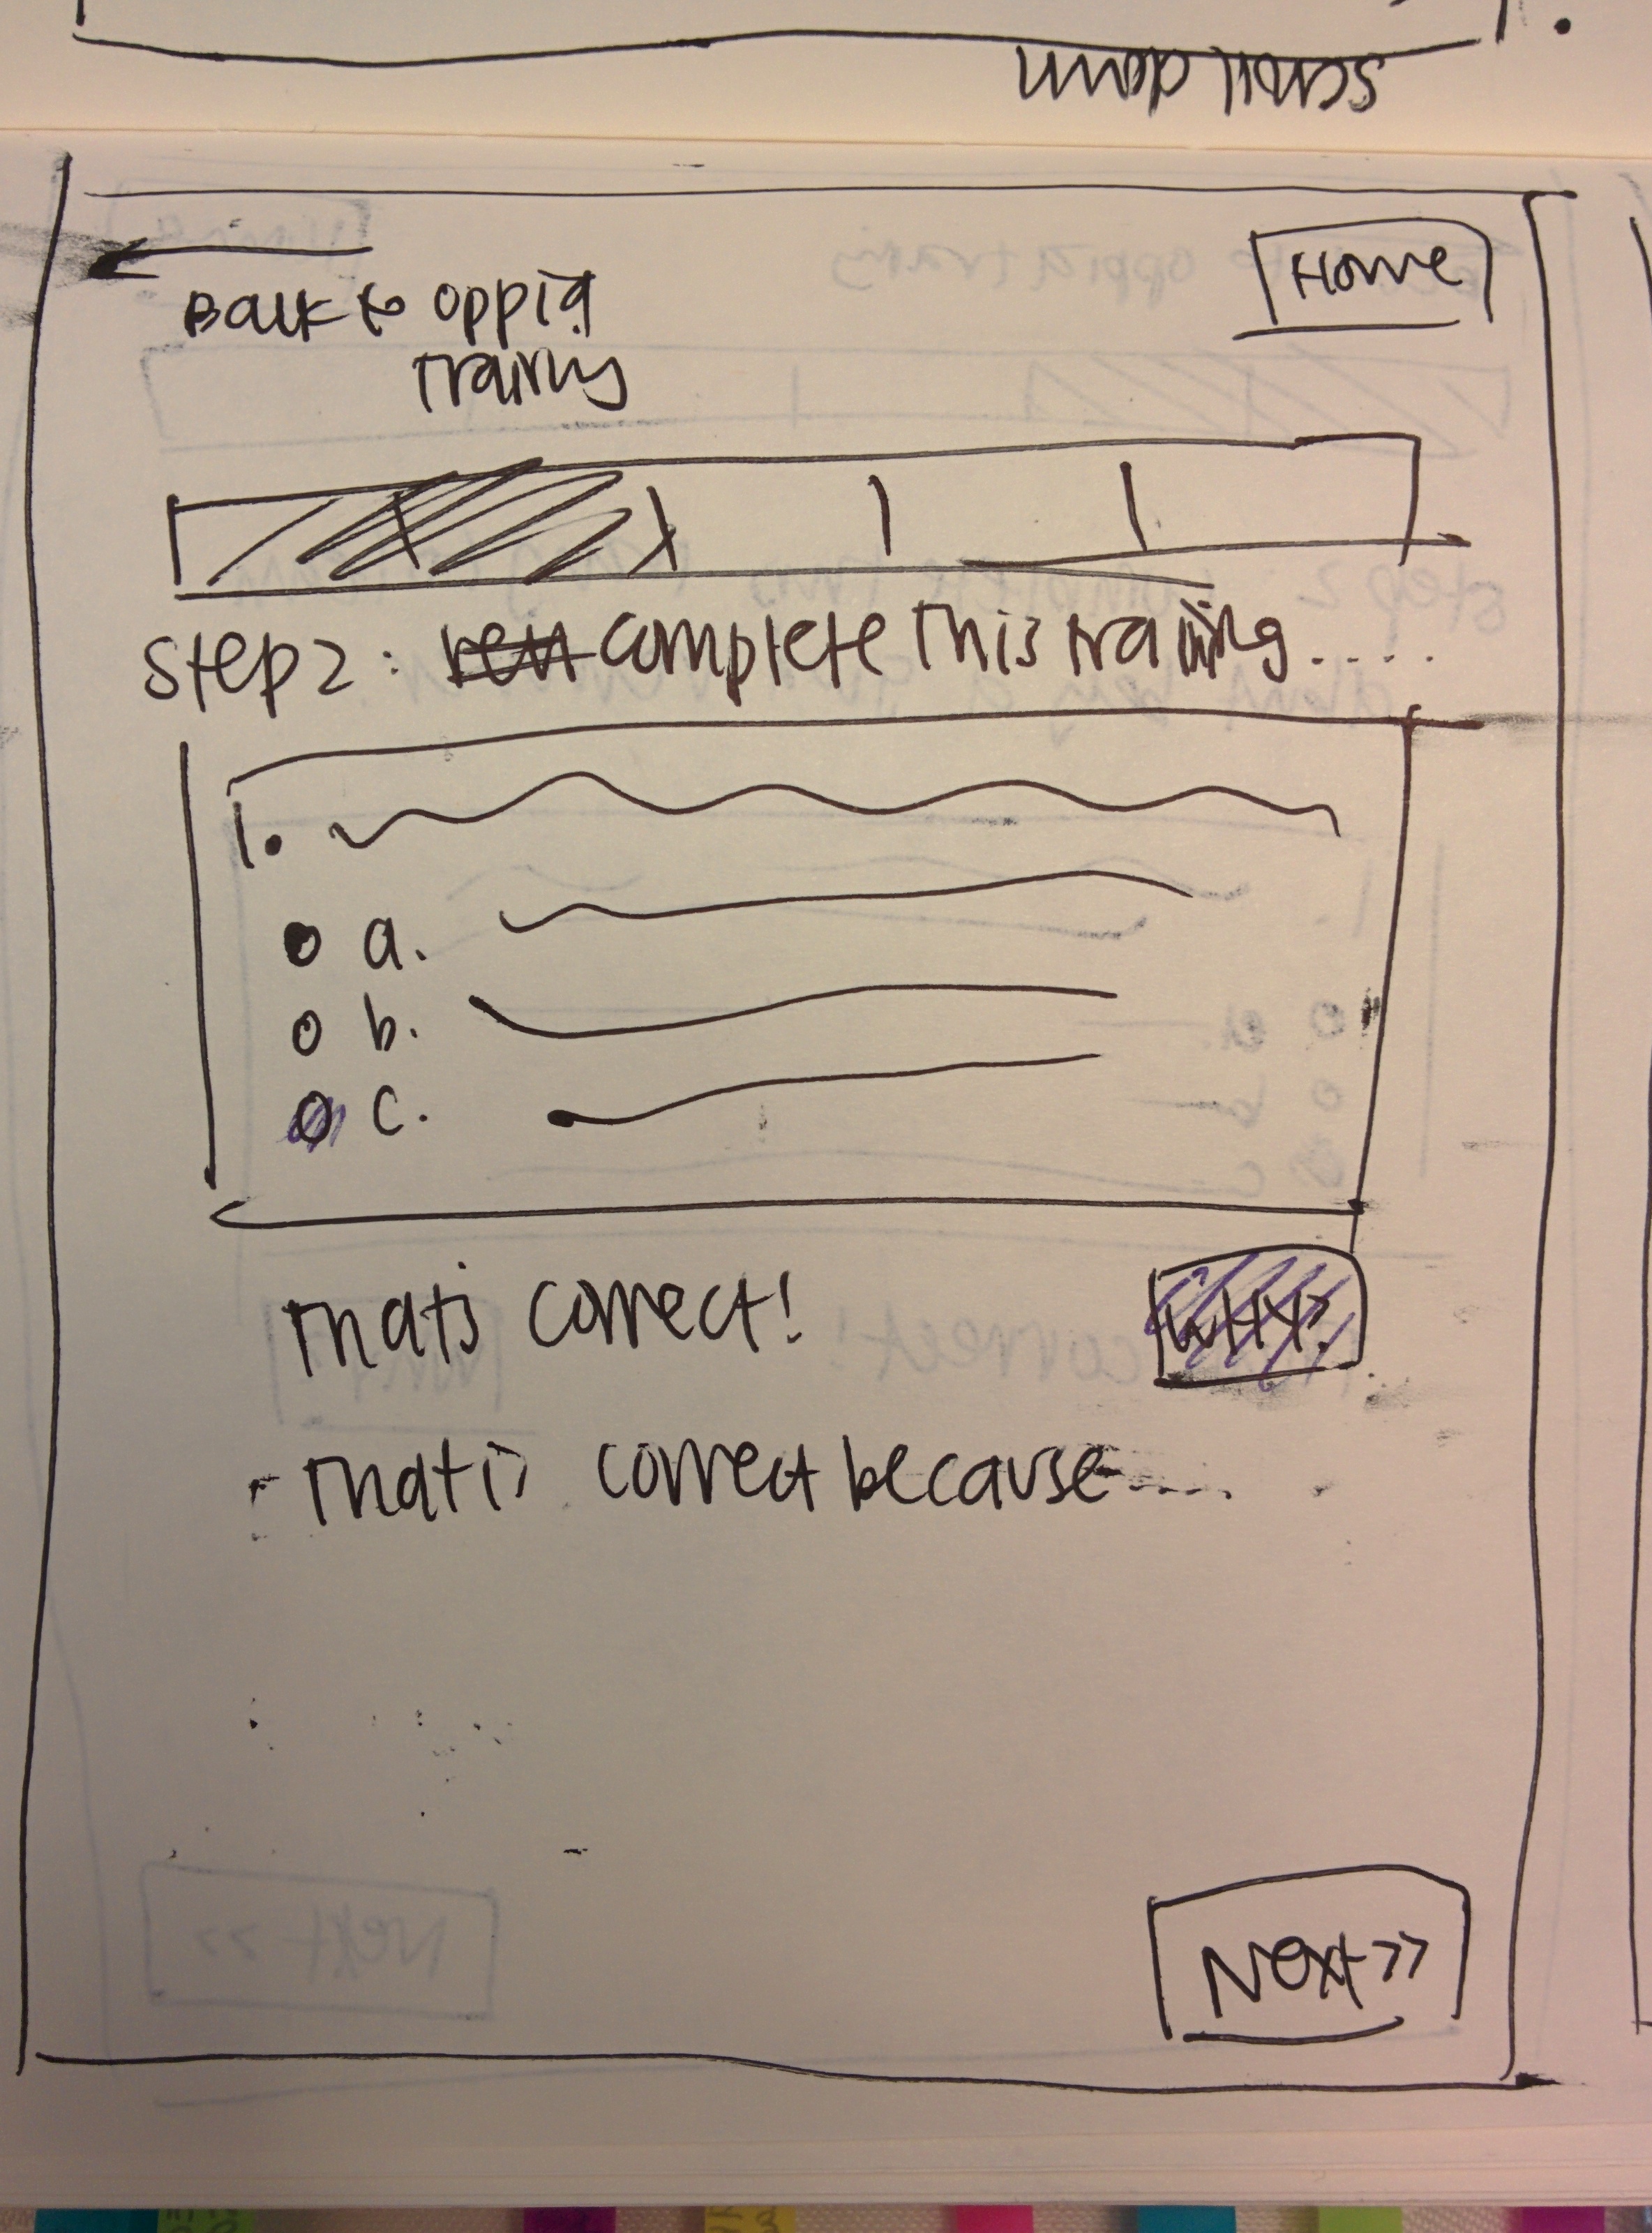 scroll down
Home
Back to oppia
training
step 2: complete this training....
1.
a.
b.
c.
That's correct!
WHY?
- That is correct because....
Next >>